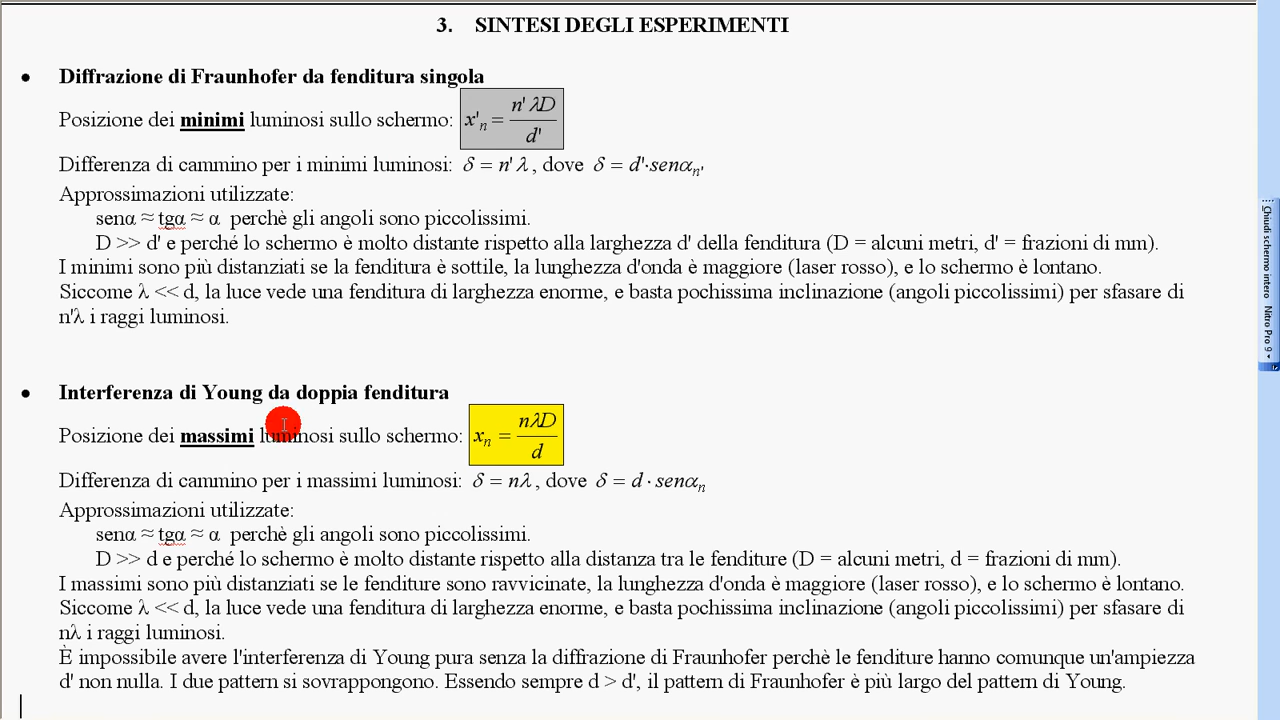 3. SINTESI DEGLI ESPERIMENTI
• Diffrazione di Fraunhofer da fenditura singola
Posizione dei minimi luminosi sullo schermo: x'ₙ = n'λD / d'
Differenza di cammino per i minimi luminosi: δ = n'λ, dove δ = d'·senαₙ'
Approssimazioni utilizzate:
senα ≈ tgα ≈ α perchè gli angoli sono piccolissimi.
D >> d' e perché lo schermo è molto distante rispetto alla larghezza d' della fenditura (D = alcuni metri, d' = frazioni di mm).
I minimi sono più distanziati se la fenditura è sottile, la lunghezza d'onda è maggiore (laser rosso), e lo schermo è lontano.
Siccome λ << d, la luce vede una fenditura di larghezza enorme, e basta pochissima inclinazione (angoli piccolissimi) per sfasare di
n'λ i raggi luminosi.
• Interferenza di Young da doppia fenditura
Posizione dei massimi luminosi sullo schermo: xₙ = nλD / d
Differenza di cammino per i massimi luminosi: δ = nλ, dove δ = d · senαₙ
Approssimazioni utilizzate:
senα ≈ tgα ≈ α perchè gli angoli sono piccolissimi.
D >> d e perché lo schermo è molto distante rispetto alla distanza tra le fenditure (D = alcuni metri, d = frazioni di mm).
I massimi sono più distanziati se le fenditure sono ravvicinate, la lunghezza d'onda è maggiore (laser rosso), e lo schermo è lontano.
Siccome λ << d, la luce vede una fenditura di larghezza enorme, e basta pochissima inclinazione (angoli piccolissimi) per sfasare di
nλ i raggi luminosi.
È impossibile avere l'interferenza di Young pura senza la diffrazione di Fraunhofer perchè le fenditure hanno comunque un'ampiezza
d' non nulla. I due pattern si sovrappongono. Essendo sempre d > d', il pattern di Fraunhofer è più largo del pattern di Young.
Chiudi schermo intero Nitro Pro 9